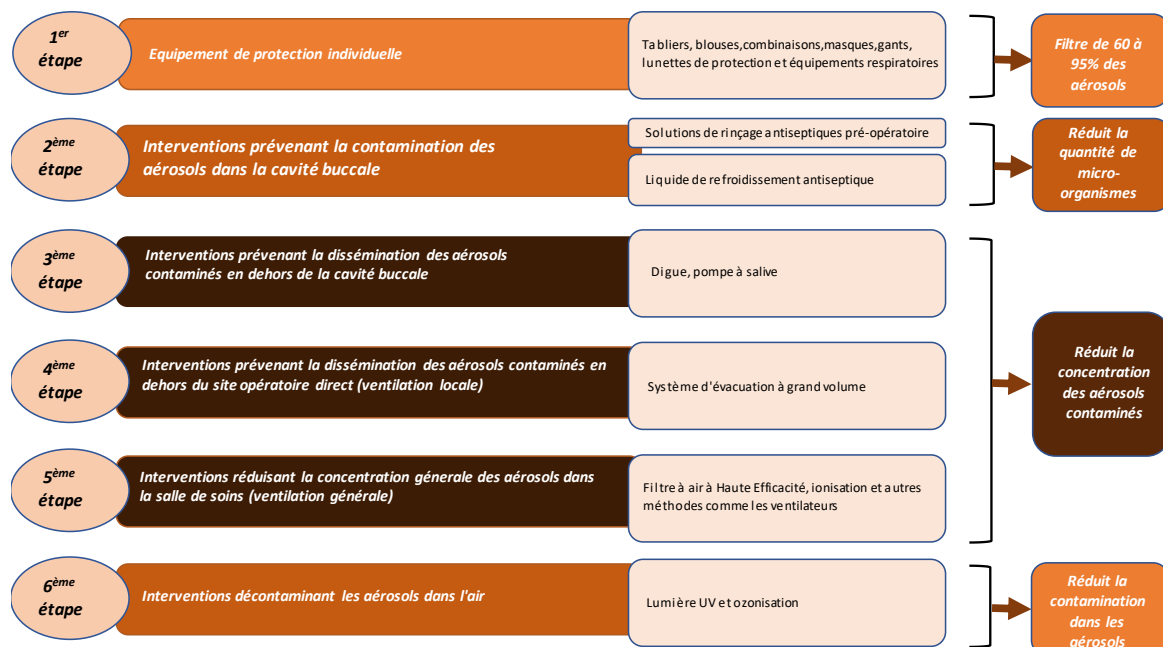 1er
étape
Equipement de protection individuelle
Tabliers, blouses,combinaisons,masques,gants,
lunettes de protection et équipements respiratoires
Filtre de 60 à
95% des
aérosols
2ème
étape
Interventions prévenant la contamination des
aérosols dans la cavité buccale
Solutions de rinçage antiseptiques pré-opératoire
Liquide de refroidissement antiseptique
Réduit la
quantité de
micro-
organismes
3ème
étape
Interventions prévenant la dissémination des aérosols
contaminés en dehors de la cavité buccale
Digue, pompe à salive
4ème
étape
Interventions prévenant la dissémination des aérosols contaminés en
dehors du site opératoire direct (ventilation locale)
Système d'évacuation à grand volume
Réduit la
concentration
des aérosols
contaminés
5ème
étape
Interventions réduisant la concentration génerale des aérosols dans
la salle de soins (ventilation générale)
Filtre à air à Haute Efficacité, ionisation et autres
méthodes comme les ventilateurs
6ème
étape
Interventions décontaminant les aérosols dans l'air
Lumière UV et ozonisation
Réduit la
contamination
dans les
aérosols